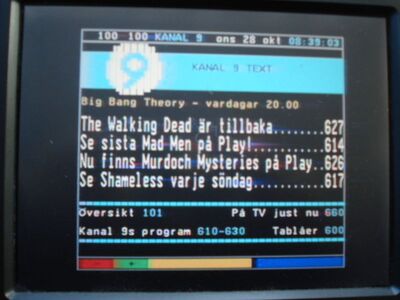 100 100 KANAL 9 ons 28 okt 08:39:03
9
KANAL 9 TEXT
Big Bang Theory - vardagar 20.00
The Walking Dead är tillbaka........627
Se sista Mad Men på Play!...........614
Nu finns Murdoch Mysteries på Play..626
Se Shameless varje söndag...........617
Översikt 101 På TV just nu 660
Kanal 9s program 610-630 Tablåer 600
- +